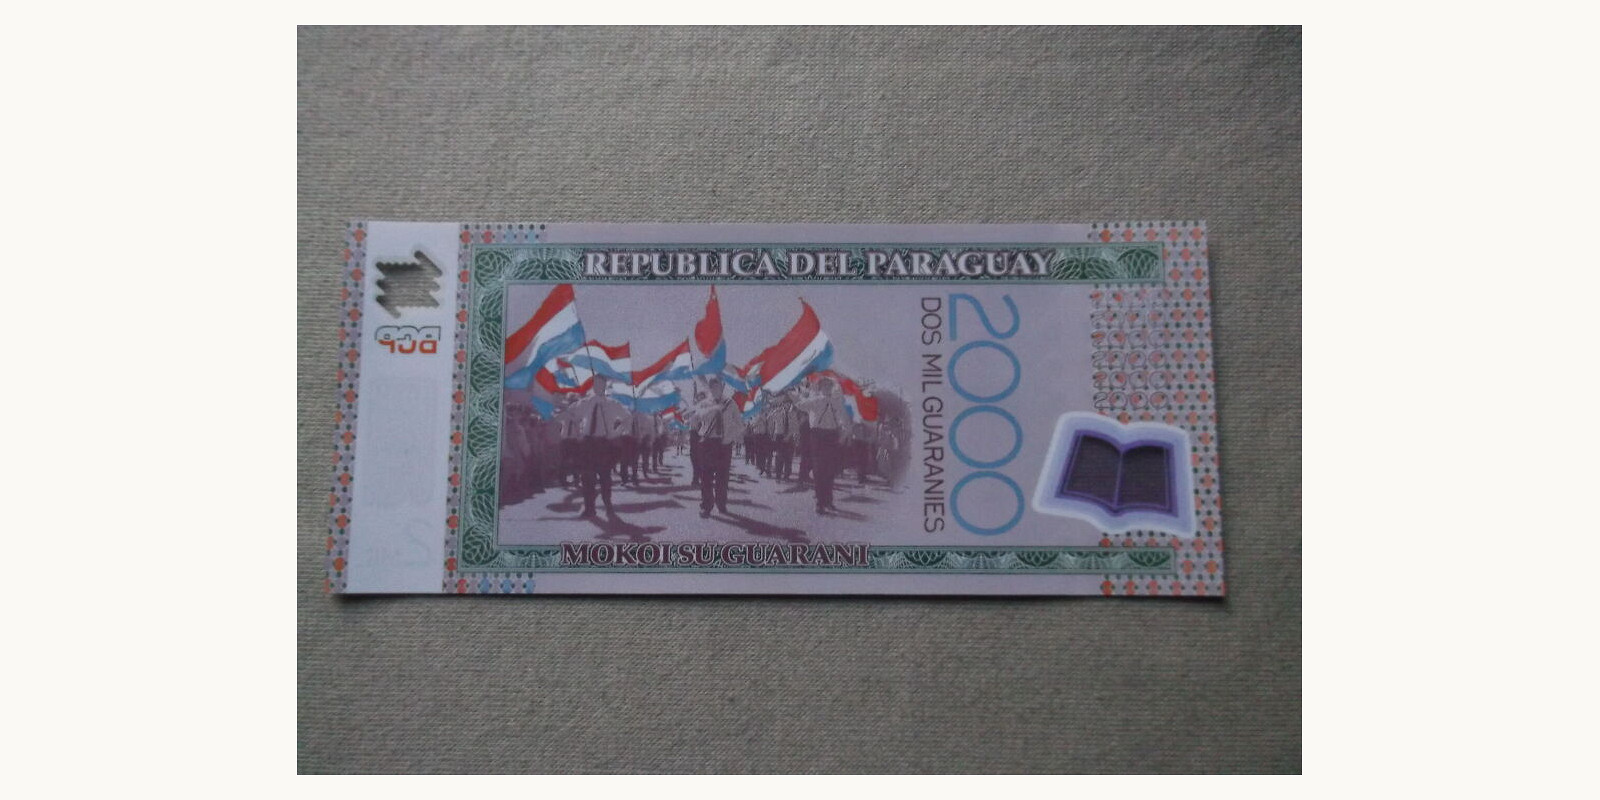 REPUBLICA DEL PARAGUAY
2000
DOS MIL GUARANIES
MOKOI SU GUARANI
BCP